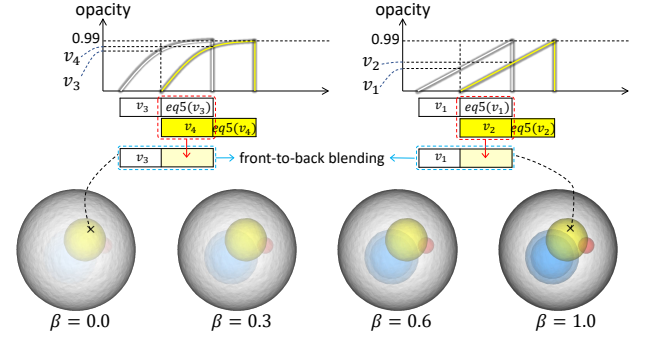 opacity
0.99
v₄
v₃
v₃ eq5(v₃)
v₄ eq5(v₄)
v₃
opacity
0.99
v₂
v₁
v₁ eq5(v₁)
v₂ eq5(v₂)
v₁
front-to-back blending
β = 0.0
β = 0.3
β = 0.6
β = 1.0